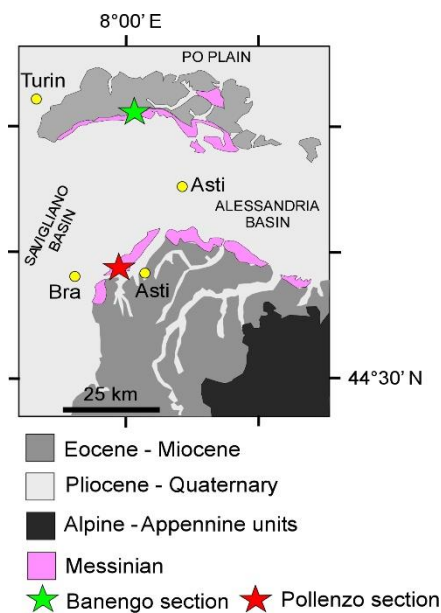 8°00′ E
PO PLAIN
Turin
Asti
SAVIGLIANO
BASIN
ALESSANDRIA
BASIN
Bra
Asti
44°30′ N
25 km
Eocene - Miocene
Pliocene - Quaternary
Alpine - Appennine units
Messinian
Banengo section
Pollenzo section